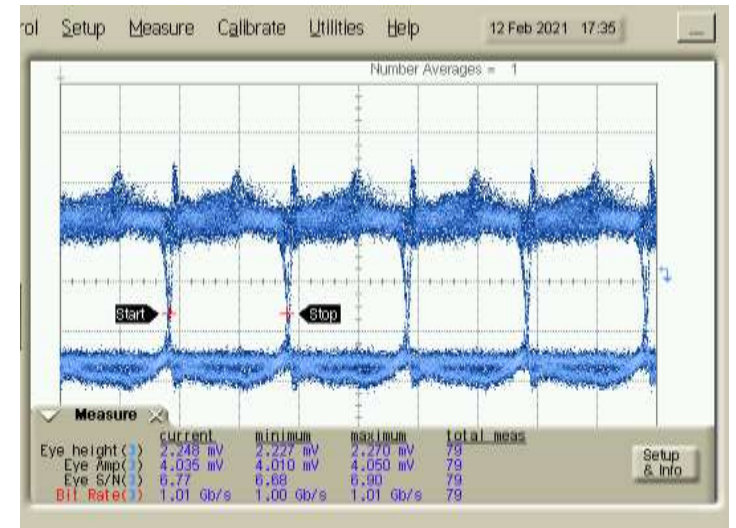 rol Setup Measure Calibrate Utilities Help 12 Feb 2021 17:35
Number Averages = 1
Start Stop
Measure
current minimum maximum total meas
Eye height(3) 2.248 mV 2.227 mV 2.270 mV 79
Eye Amp(3) 4.035 mV 4.010 mV 4.050 mV 79
Eye S/N(3) 6.77 6.68 6.90 79
Bit Rate(3) 1.01 Gb/s 1.00 Gb/s 1.01 Gb/s 79
Setup
& Info